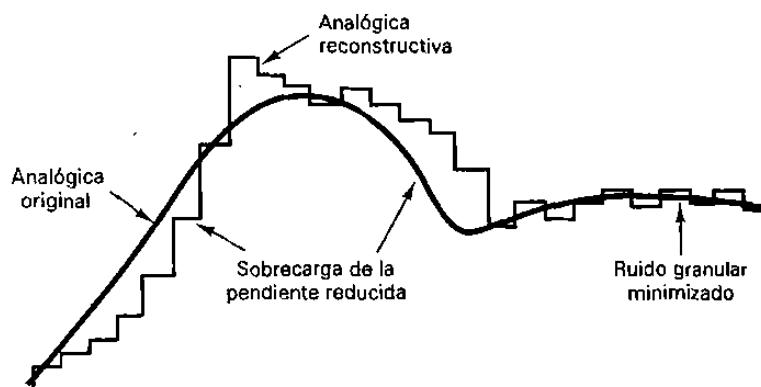 Analógica
reconstructiva
Analógica
original
Sobrecarga de la
pendiente reducida
Ruido granular
minimizado